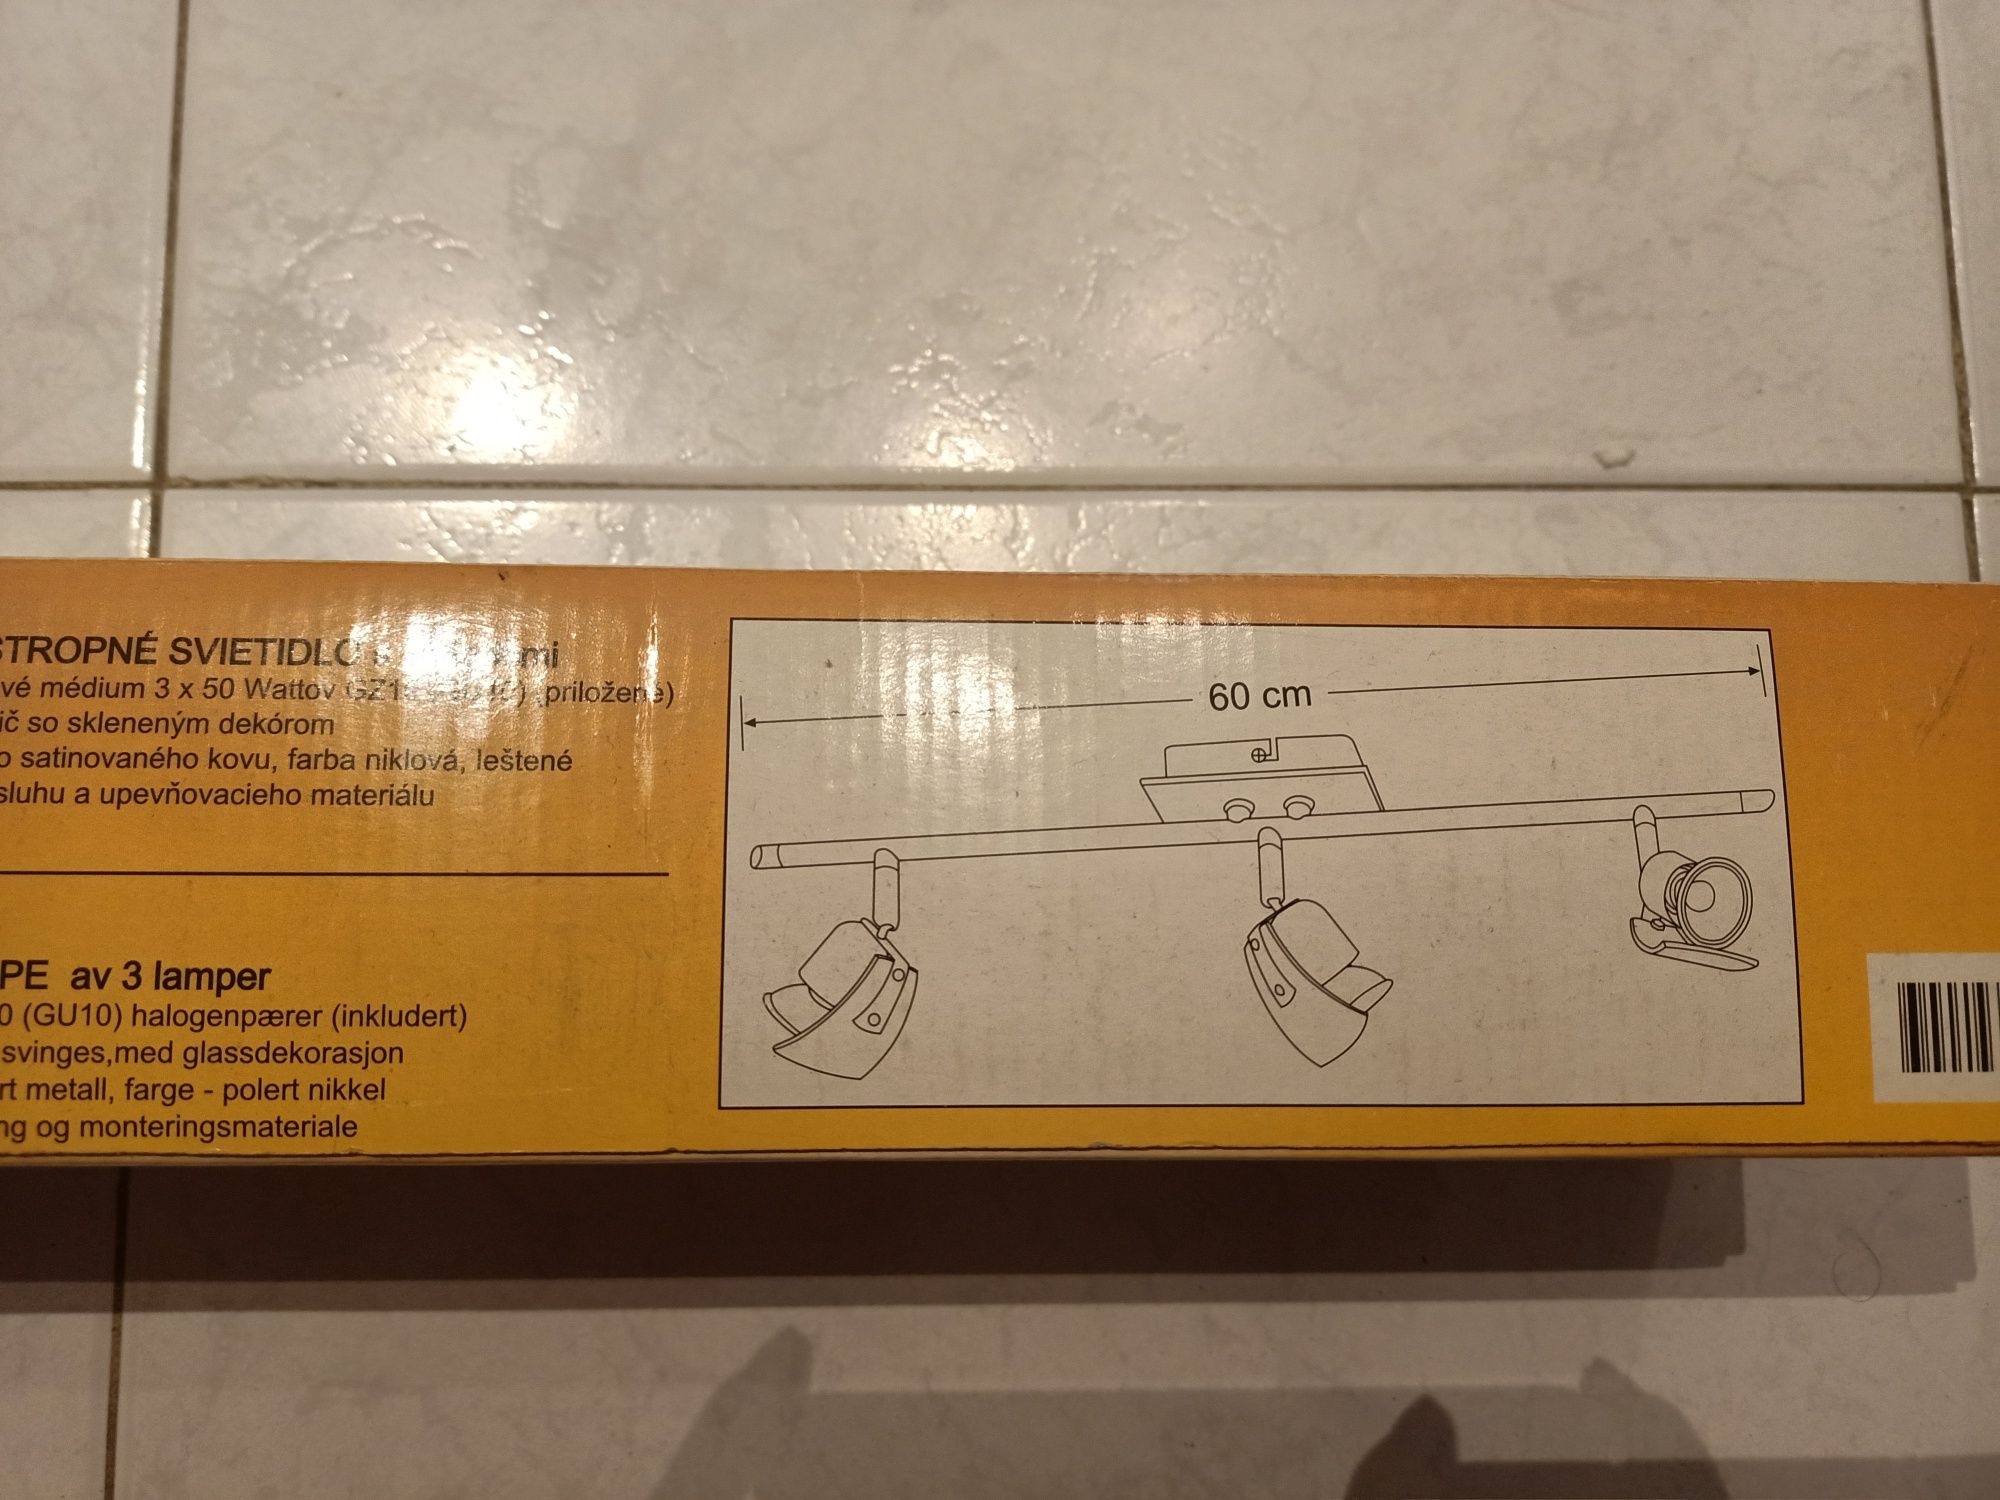 STROPNÉ SVIETIDLO
vé médium 3 x 50 Wattov priložené)
ič so skleneným dekórom
o satinovaného kovu, farba niklová, leštené
sluhu a upevňovacieho materiálu
PE av 3 lamper
0 (GU10) halogenpærer (inkludert)
svinges,med glassdekorasjon
rt metall, farge - polert nikkel
ng og monteringsmateriale
60 cm